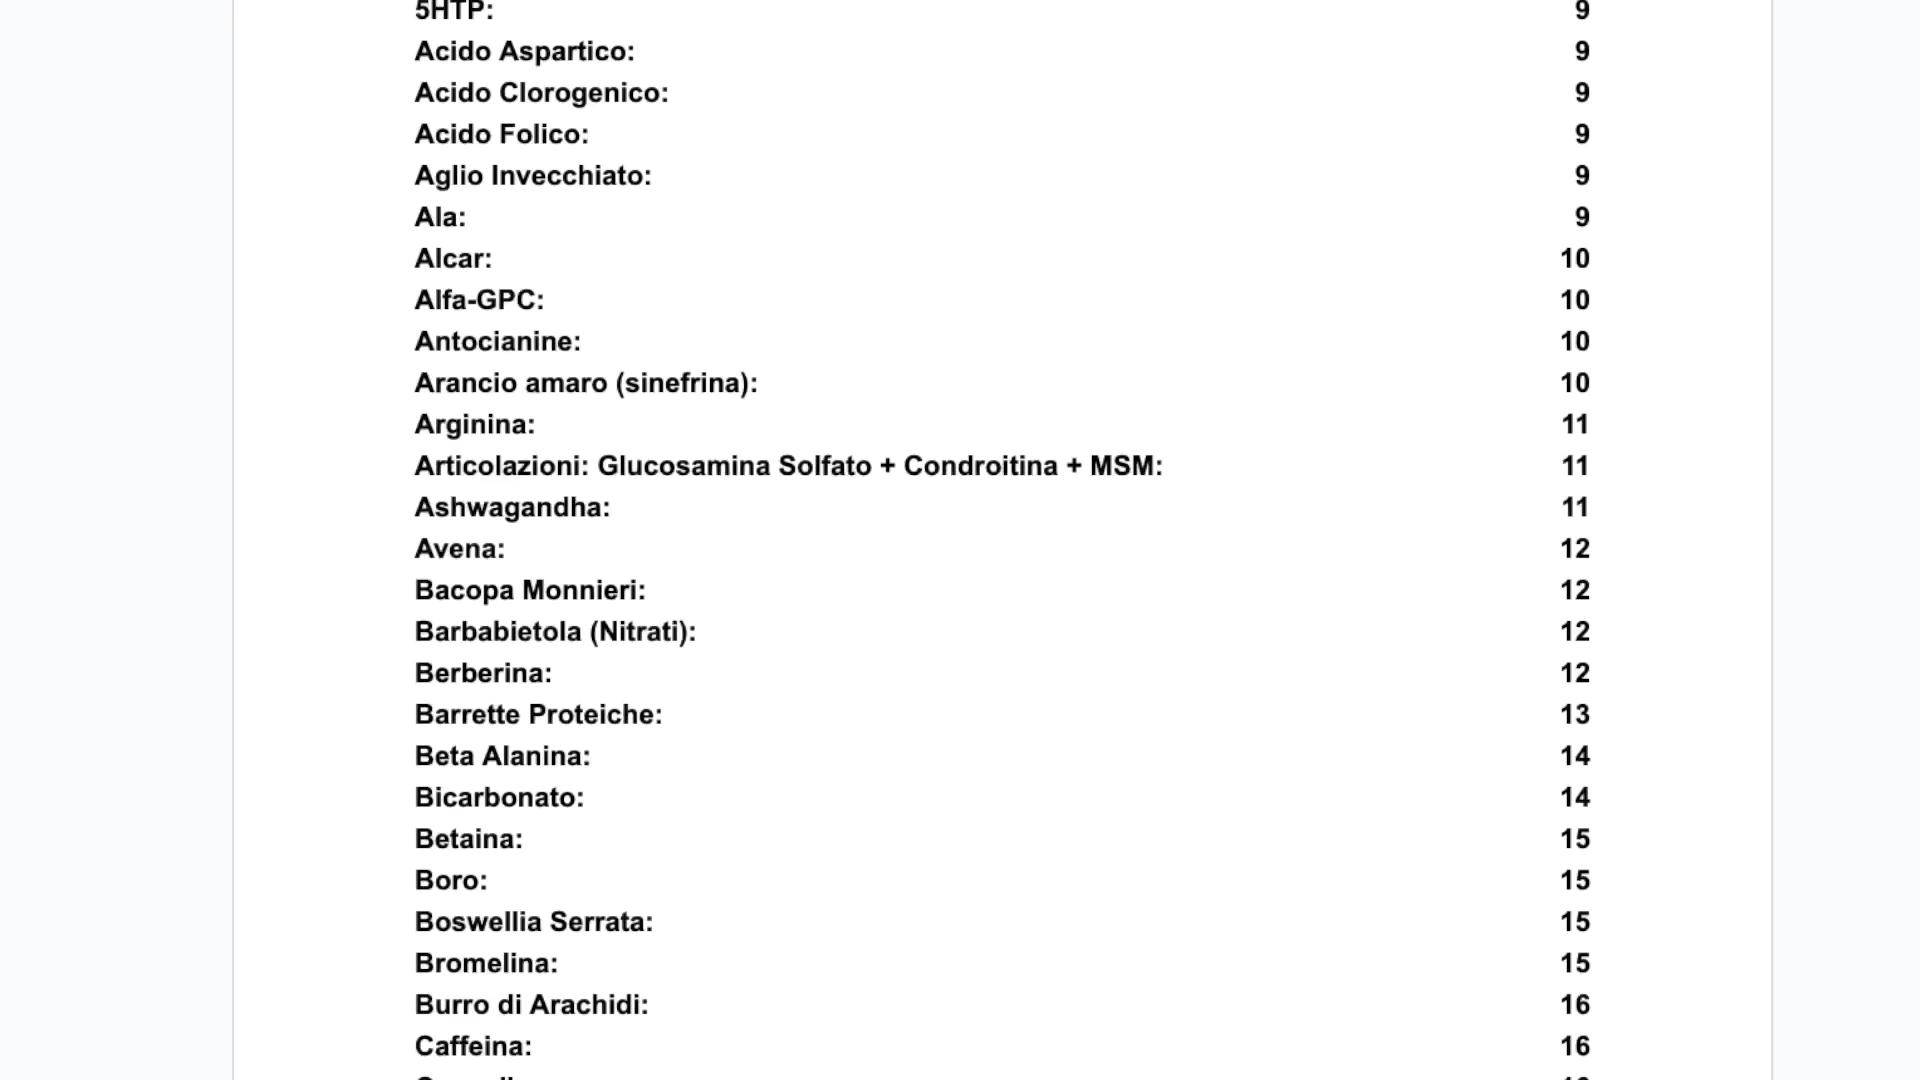 5HTP: 9
Acido Aspartico: 9
Acido Clorogenico: 9
Acido Folico: 9
Aglio Invecchiato: 9
Ala: 9
Alcar: 10
Alfa-GPC: 10
Antocianine: 10
Arancio amaro (sinefrina): 10
Arginina: 11
Articolazioni: Glucosamina Solfato + Condroitina + MSM: 11
Ashwagandha: 11
Avena: 12
Bacopa Monnieri: 12
Barbabietola (Nitrati): 12
Berberina: 12
Barrette Proteiche: 13
Beta Alanina: 14
Bicarbonato: 14
Betaina: 15
Boro: 15
Boswellia Serrata: 15
Bromelina: 15
Burro di Arachidi: 16
Caffeina: 16